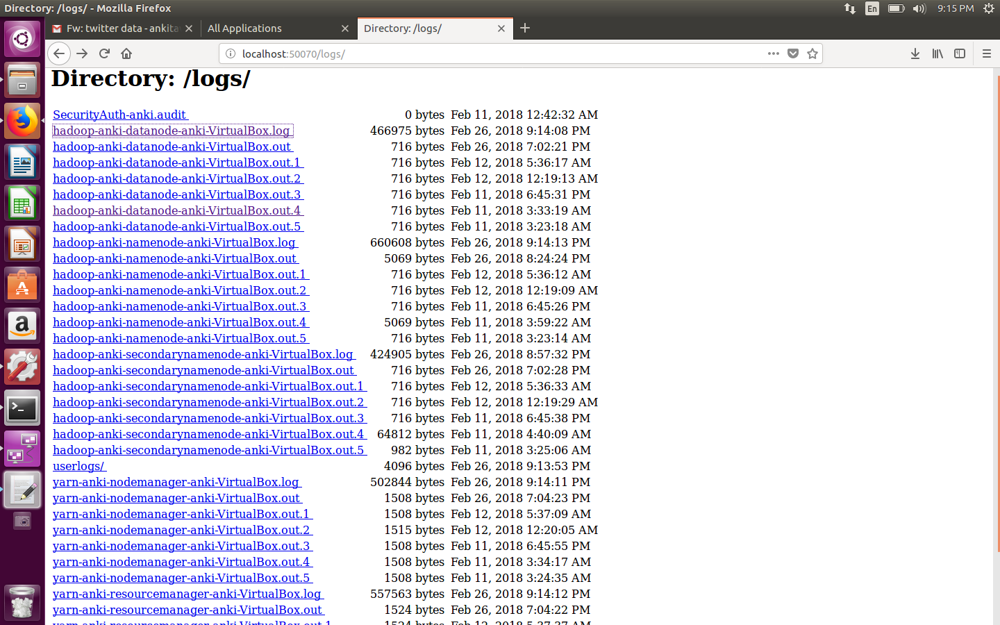 Directory: /logs/ - Mozilla Firefox
En
9:15 PM
Fw: twitter data - ankita
All Applications
Directory: /logs/
localhost:50070/logs/
Directory: /logs/
SecurityAuth-anki.audit 0 bytes Feb 11, 2018 12:42:32 AM
hadoop-anki-datanode-anki-VirtualBox.log 466975 bytes Feb 26, 2018 9:14:08 PM
hadoop-anki-datanode-anki-VirtualBox.out 716 bytes Feb 26, 2018 7:02:21 PM
hadoop-anki-datanode-anki-VirtualBox.out.1 716 bytes Feb 12, 2018 5:36:17 AM
hadoop-anki-datanode-anki-VirtualBox.out.2 716 bytes Feb 12, 2018 12:19:13 AM
hadoop-anki-datanode-anki-VirtualBox.out.3 716 bytes Feb 11, 2018 6:45:31 PM
hadoop-anki-datanode-anki-VirtualBox.out.4 716 bytes Feb 11, 2018 3:33:19 AM
hadoop-anki-datanode-anki-VirtualBox.out.5 716 bytes Feb 11, 2018 3:23:18 AM
hadoop-anki-namenode-anki-VirtualBox.log 660608 bytes Feb 26, 2018 9:14:13 PM
hadoop-anki-namenode-anki-VirtualBox.out 5069 bytes Feb 26, 2018 8:24:24 PM
hadoop-anki-namenode-anki-VirtualBox.out.1 716 bytes Feb 12, 2018 5:36:12 AM
hadoop-anki-namenode-anki-VirtualBox.out.2 716 bytes Feb 12, 2018 12:19:09 AM
hadoop-anki-namenode-anki-VirtualBox.out.3 716 bytes Feb 11, 2018 6:45:26 PM
hadoop-anki-namenode-anki-VirtualBox.out.4 5069 bytes Feb 11, 2018 3:59:22 AM
hadoop-anki-namenode-anki-VirtualBox.out.5 716 bytes Feb 11, 2018 3:23:14 AM
hadoop-anki-secondarynamenode-anki-VirtualBox.log 424905 bytes Feb 26, 2018 8:57:32 PM
hadoop-anki-secondarynamenode-anki-VirtualBox.out 716 bytes Feb 26, 2018 7:02:28 PM
hadoop-anki-secondarynamenode-anki-VirtualBox.out.1 716 bytes Feb 12, 2018 5:36:33 AM
hadoop-anki-secondarynamenode-anki-VirtualBox.out.2 716 bytes Feb 12, 2018 12:19:29 AM
hadoop-anki-secondarynamenode-anki-VirtualBox.out.3 716 bytes Feb 11, 2018 6:45:38 PM
hadoop-anki-secondarynamenode-anki-VirtualBox.out.4 64812 bytes Feb 11, 2018 4:40:09 AM
hadoop-anki-secondarynamenode-anki-VirtualBox.out.5 982 bytes Feb 11, 2018 3:25:06 AM
userlogs/ 4096 bytes Feb 26, 2018 9:13:53 PM
yarn-anki-nodemanager-anki-VirtualBox.log 502844 bytes Feb 26, 2018 9:14:11 PM
yarn-anki-nodemanager-anki-VirtualBox.out 1508 bytes Feb 26, 2018 7:04:23 PM
yarn-anki-nodemanager-anki-VirtualBox.out.1 1508 bytes Feb 12, 2018 5:37:09 AM
yarn-anki-nodemanager-anki-VirtualBox.out.2 1515 bytes Feb 12, 2018 12:20:05 AM
yarn-anki-nodemanager-anki-VirtualBox.out.3 1508 bytes Feb 11, 2018 6:45:55 PM
yarn-anki-nodemanager-anki-VirtualBox.out.4 1508 bytes Feb 11, 2018 3:34:17 AM
yarn-anki-nodemanager-anki-VirtualBox.out.5 1508 bytes Feb 11, 2018 3:24:35 AM
yarn-anki-resourcemanager-anki-VirtualBox.log 557563 bytes Feb 26, 2018 9:14:12 PM
yarn-anki-resourcemanager-anki-VirtualBox.out 1524 bytes Feb 26, 2018 7:04:22 PM
yarn-anki-resourcemanager-anki-VirtualBox.out.1 1524 bytes Feb 12, 2018 5:37:37 AM